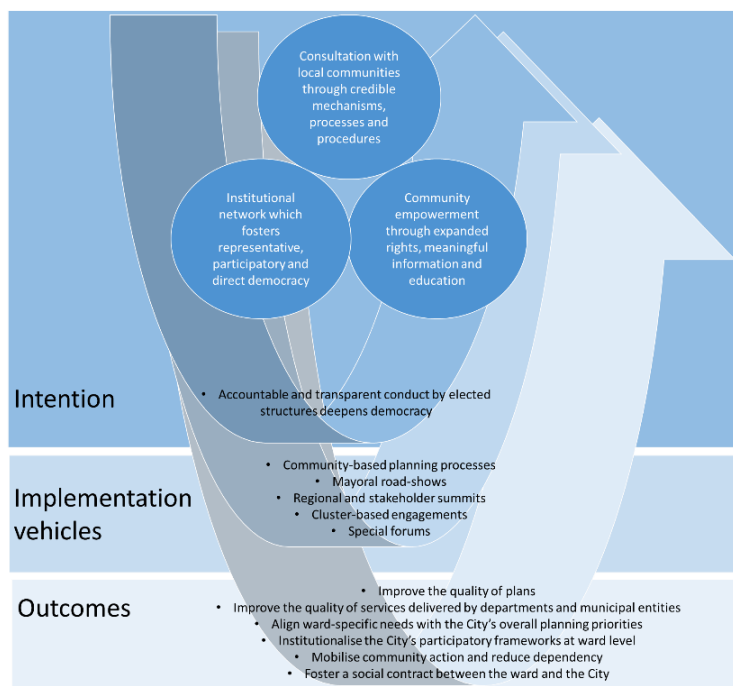 Consultation with
local communities
through credible
mechanisms,
processes and
procedures
Institutional
network which
fosters
representative,
participatory and
direct democracy
Community
empowerment
through expanded
rights, meaningful
information and
education
Intention
• Accountable and transparent conduct by elected
structures deepens democracy
Implementation
vehicles
• Community-based planning processes
• Mayoral road-shows
• Regional and stakeholder summits
• Cluster-based engagements
• Special forums
Outcomes
• Improve the quality of plans
• Improve the quality of services delivered by departments and municipal entities
• Align ward-specific needs with the City's overall planning priorities
• Institutionalise the City's participatory frameworks at ward level
• Mobilise community action and reduce dependency
• Foster a social contract between the ward and the City